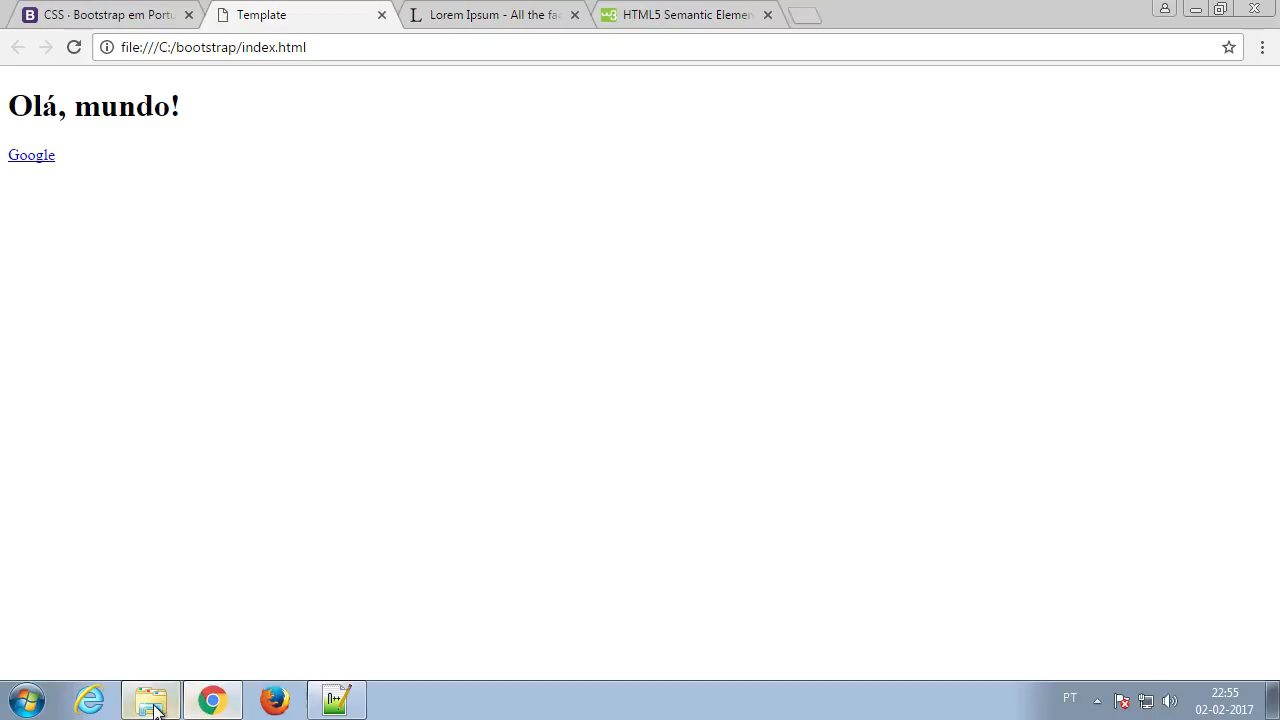 CSS · Bootstrap em Portu
Template
Lorem Ipsum - All the fa
HTML5 Semantic Elemen
file:///C:/bootstrap/index.html
Olá, mundo!
Google
PT
22:55
02-02-2017